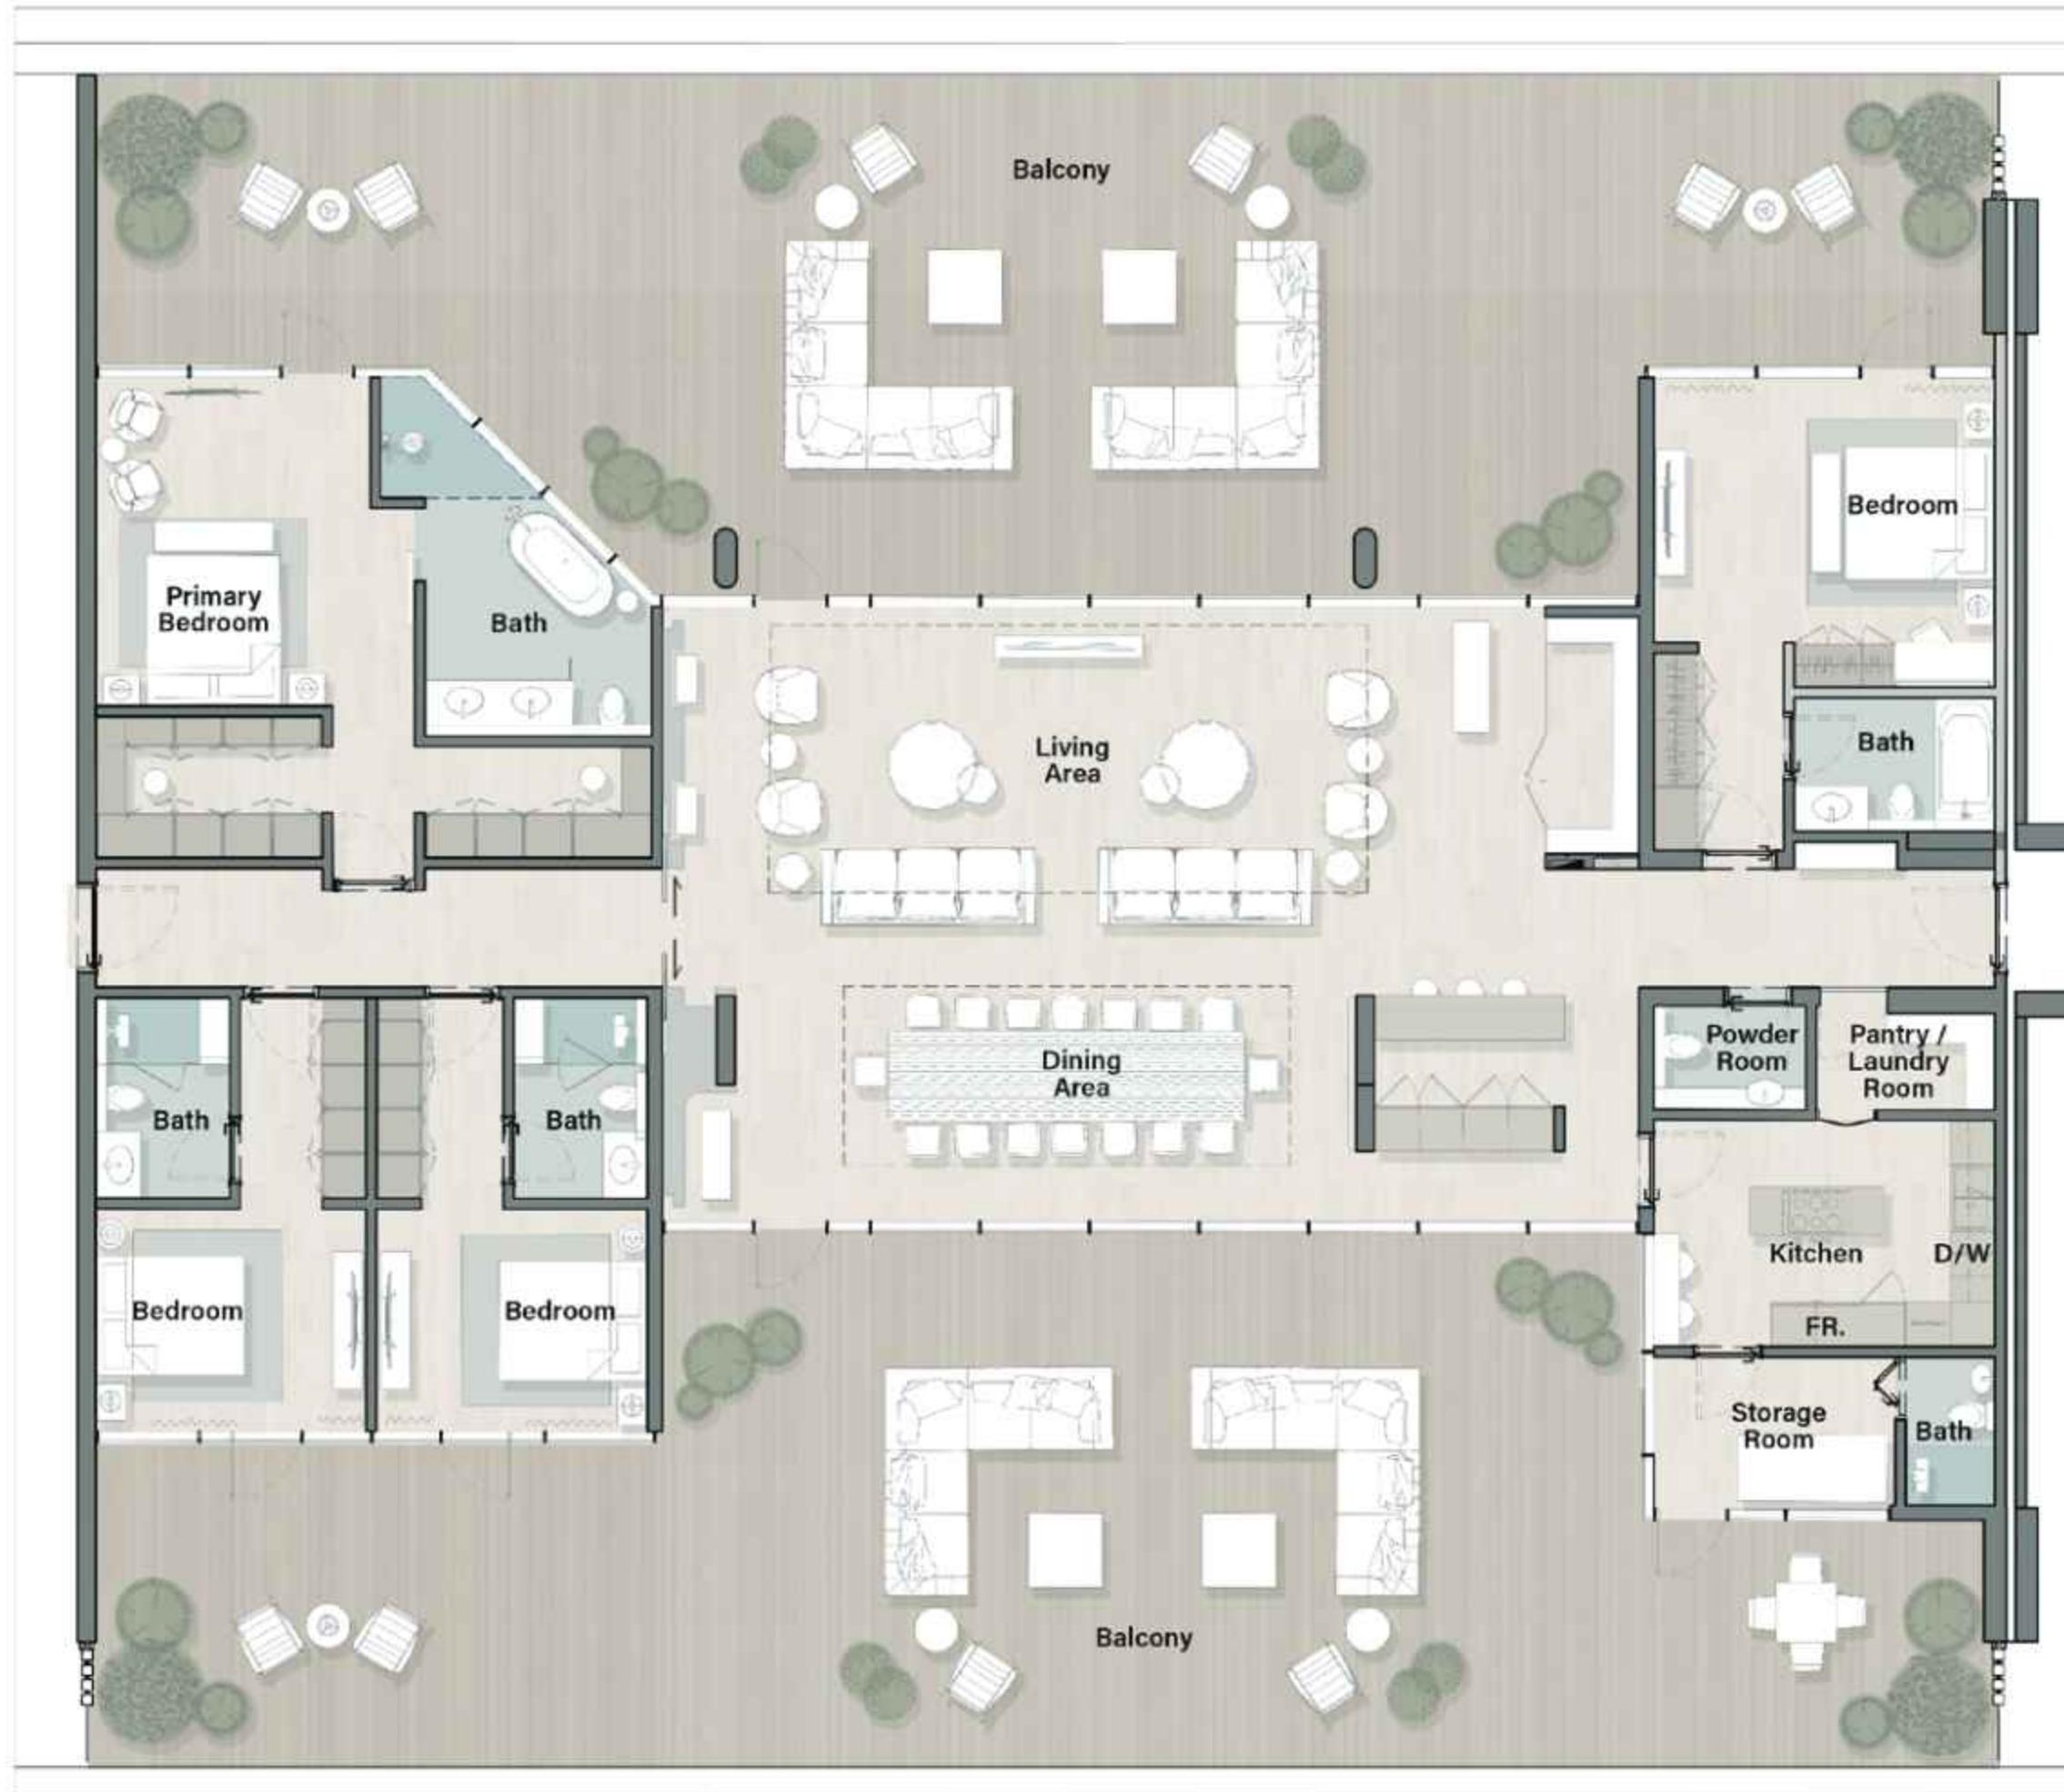 Balcony
Bedroom
Primary
Bedroom
Bath
Living
Area
Bath
Powder
Room
Pantry /
Laundry
Room
Dining
Area
Bath
Bath
Kitchen
D/W
Bedroom
Bedroom
FR.
Storage
Room
Bath
Balcony